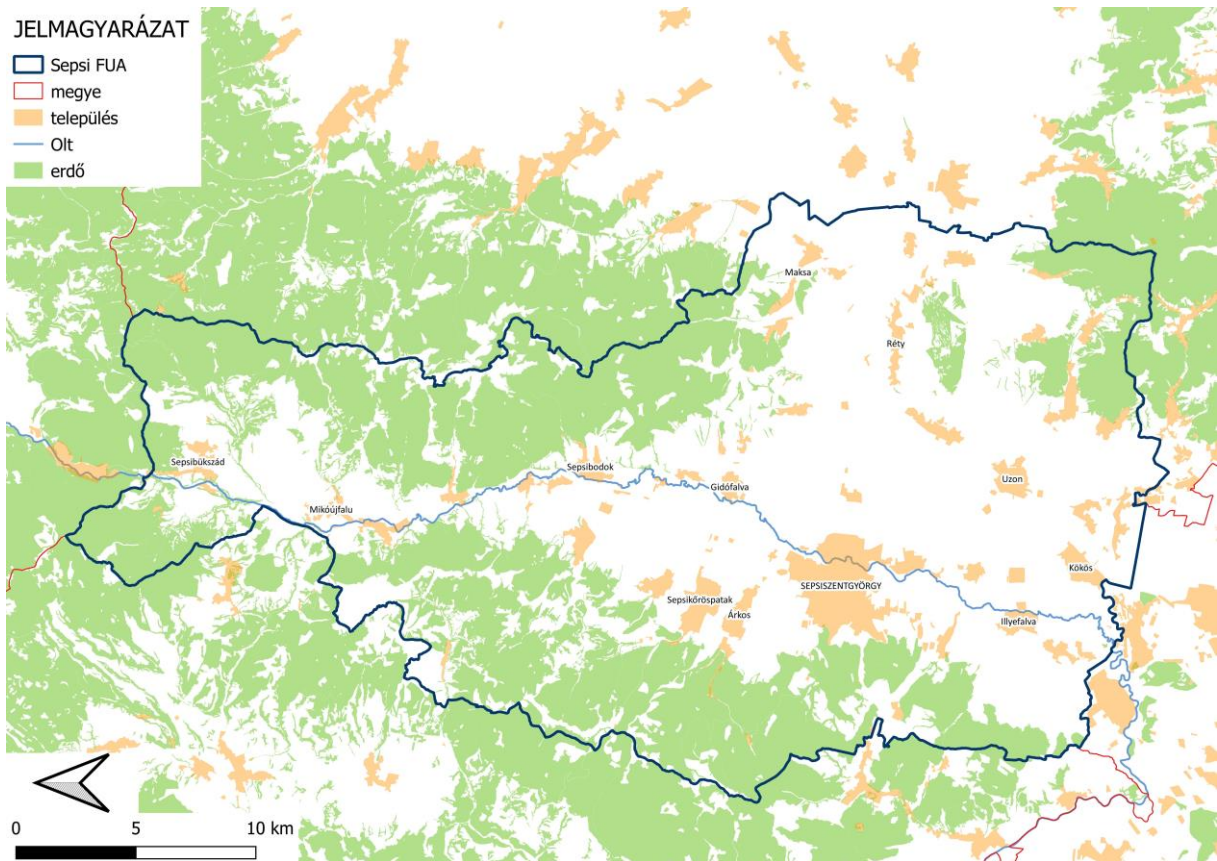 JELMAGYARÁZAT
Sepsi FUA
megye
település
Olt
erdő
Maksa
Réty
Sepsibükszád
Sepsibodok
Uzon
Gidófalva
Mikóújfalu
Kökös
SEPSISZENTGYÖRGY
Sepsikőröspatak
Árkos
Illyefalva
0 5 10 km